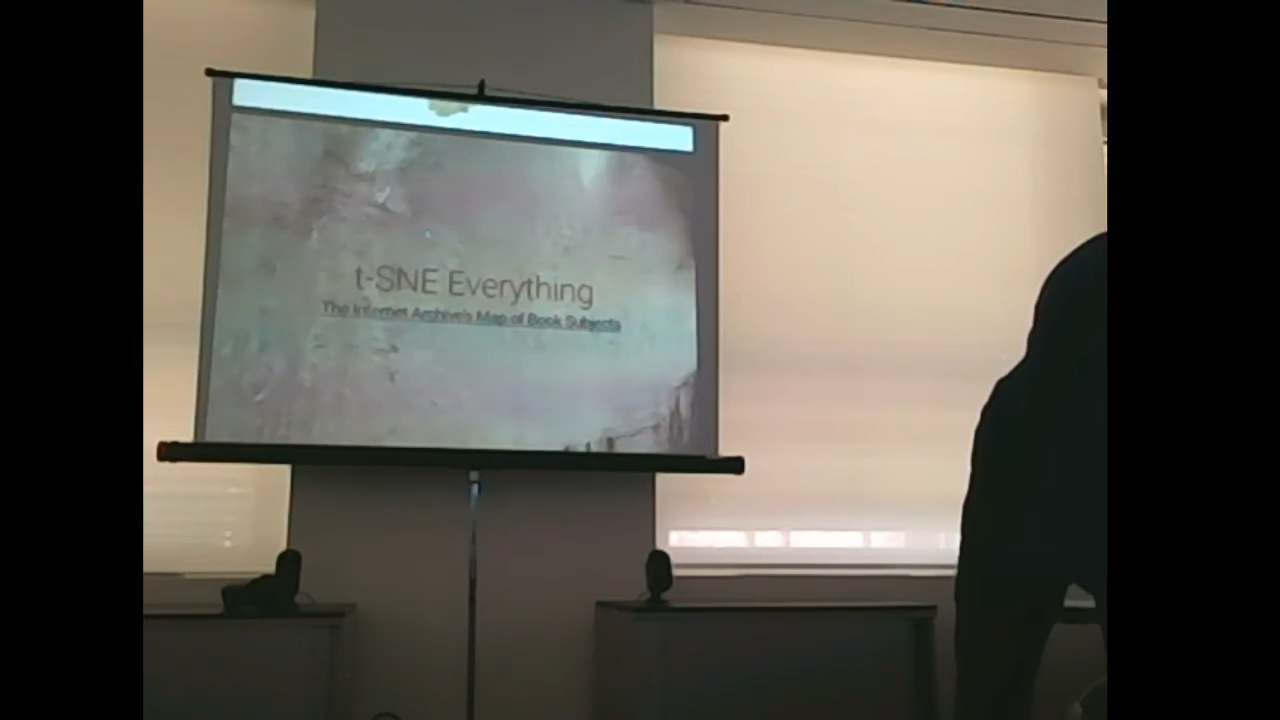 t-SNE Everything
The Internet Archive's Map of Book Subjects